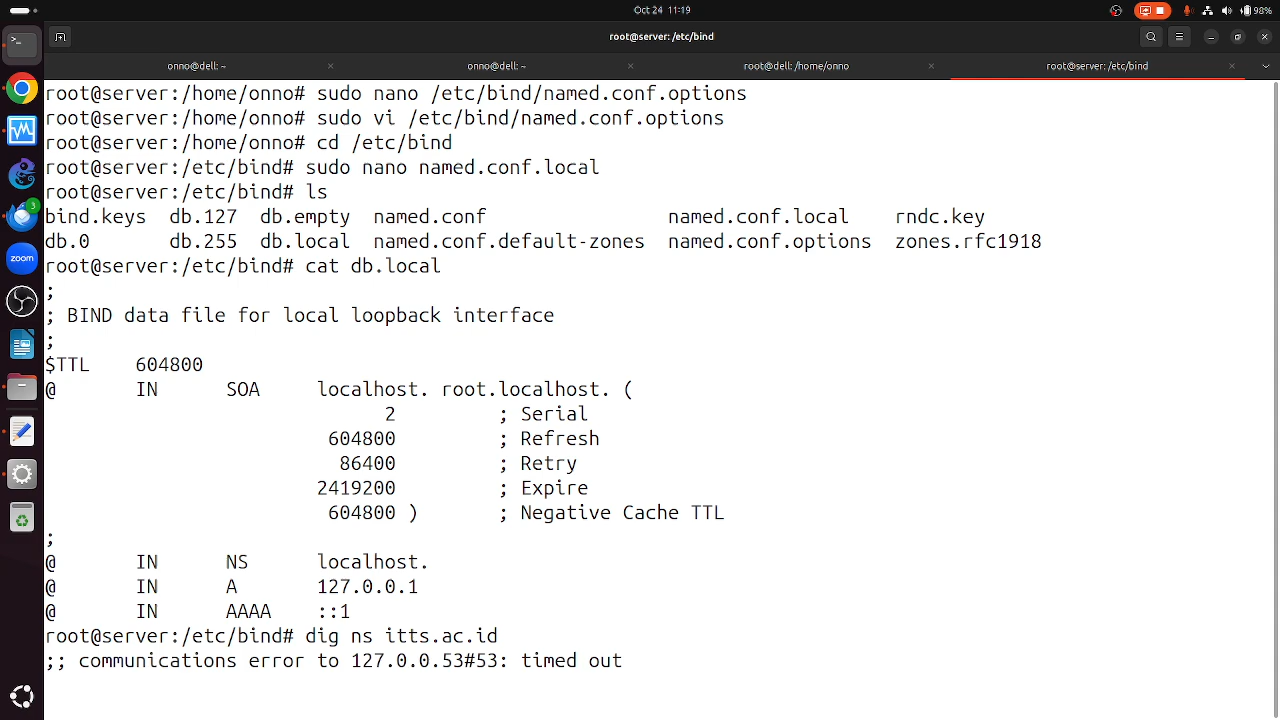 Oct 24 11:19
98%
root@server: /etc/bind
onno@dell: ~
onno@dell: ~
root@dell: /home/onno
root@server: /etc/bind
root@server:/home/onno# sudo nano /etc/bind/named.conf.options
root@server:/home/onno# sudo vi /etc/bind/named.conf.options
root@server:/home/onno# cd /etc/bind
root@server:/etc/bind# sudo nano named.conf.local
root@server:/etc/bind# ls
bind.keys  db.127  db.empty  named.conf                named.conf.local    rndc.key
db.0       db.255  db.local  named.conf.default-zones  named.conf.options  zones.rfc1918
root@server:/etc/bind# cat db.local
;
; BIND data file for local loopback interface
;
$TTL    604800
@       IN      SOA     localhost. root.localhost. (
                              2         ; Serial
                         604800         ; Refresh
                          86400         ; Retry
                        2419200         ; Expire
                         604800 )       ; Negative Cache TTL
;
@       IN      NS      localhost.
@       IN      A       127.0.0.1
@       IN      AAAA    ::1
root@server:/etc/bind# dig ns itts.ac.id
;; communications error to 127.0.0.53#53: timed out
3
zoom